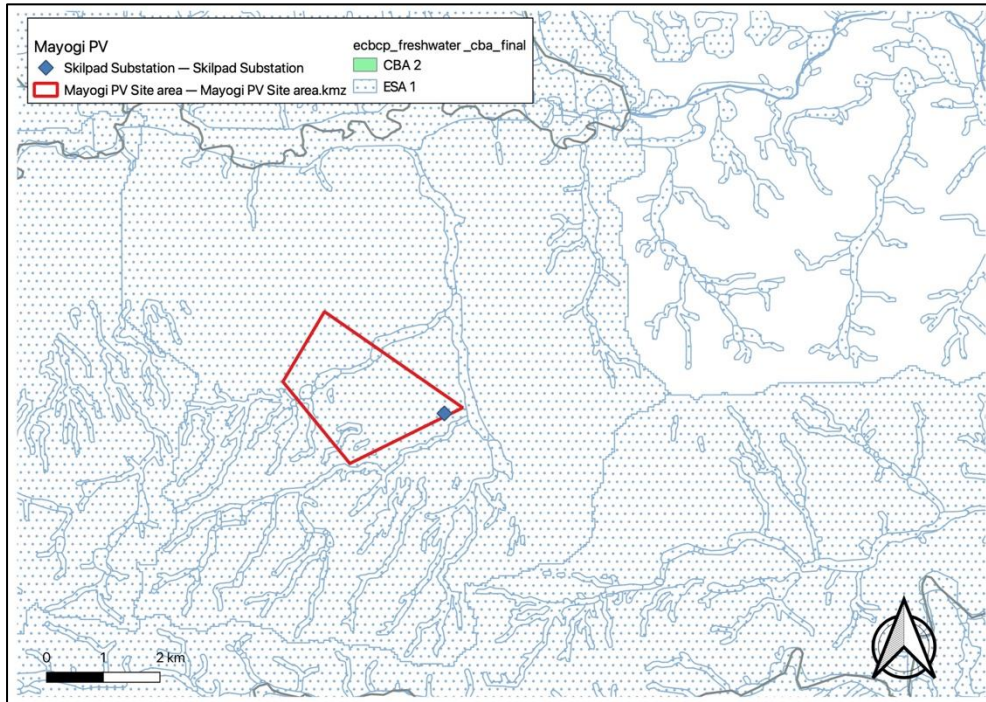 Mayogi PV
Skilpad Substation — Skilpad Substation
Mayogi PV Site area — Mayogi PV Site area.kmz
ecbcp_freshwater _cba_final
CBA 2
ESA 1
0 1 2 km